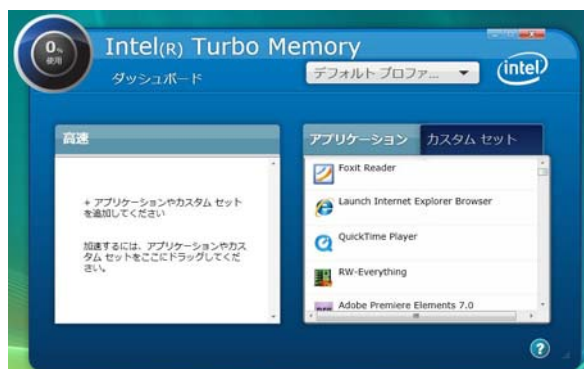 0%
使用
Intel(R) Turbo Memory
ダッシュボード
デフォルト プロファ...
intel
高速
+ アプリケーションやカスタム セット
を追加してください
加速するには、アプリケーションやカス
タム セットをここにドラッグしてくだ
さい。
アプリケーション
カスタム セット
Foxit Reader
Launch Internet Explorer Browser
QuickTime Player
RW-Everything
Adobe Premiere Elements 7.0
?